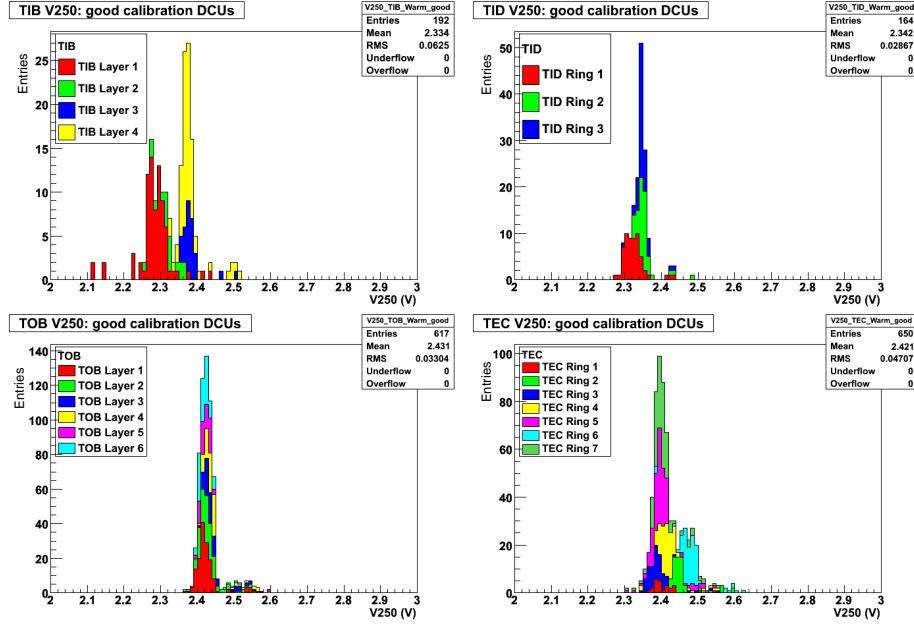 TIB V250: good calibration DCUs
V250_TIB_Warm_good
Entries 192
Mean 2.334
RMS 0.0625
Underflow 0
Overflow 0
Entries
25
20
15
10
5
0
TIB
TIB Layer 1
TIB Layer 2
TIB Layer 3
TIB Layer 4
2 2.1 2.2 2.3 2.4 2.5 2.6 2.7 2.8 2.9 3
V250 (V)
TID V250: good calibration DCUs
V250_TID_Warm_good
Entries 164
Mean 2.342
RMS 0.02867
Underflow 0
Overflow 0
Entries
50
40
30
20
10
0
TID
TID Ring 1
TID Ring 2
TID Ring 3
2 2.1 2.2 2.3 2.4 2.5 2.6 2.7 2.8 2.9 3
V250 (V)
TOB V250: good calibration DCUs
V250_TOB_Warm_good
Entries 617
Mean 2.431
RMS 0.03304
Underflow 0
Overflow 0
Entries
140
120
100
80
60
40
20
0
TOB
TOB Layer 1
TOB Layer 2
TOB Layer 3
TOB Layer 4
TOB Layer 5
TOB Layer 6
2 2.1 2.2 2.3 2.4 2.5 2.6 2.7 2.8 2.9 3
V250 (V)
TEC V250: good calibration DCUs
V250_TEC_Warm_good
Entries 650
Mean 2.421
RMS 0.04707
Underflow 0
Overflow 0
Entries
100
80
60
40
20
0
TEC
TEC Ring 1
TEC Ring 2
TEC Ring 3
TEC Ring 4
TEC Ring 5
TEC Ring 6
TEC Ring 7
2 2.1 2.2 2.3 2.4 2.5 2.6 2.7 2.8 2.9 3
V250 (V)